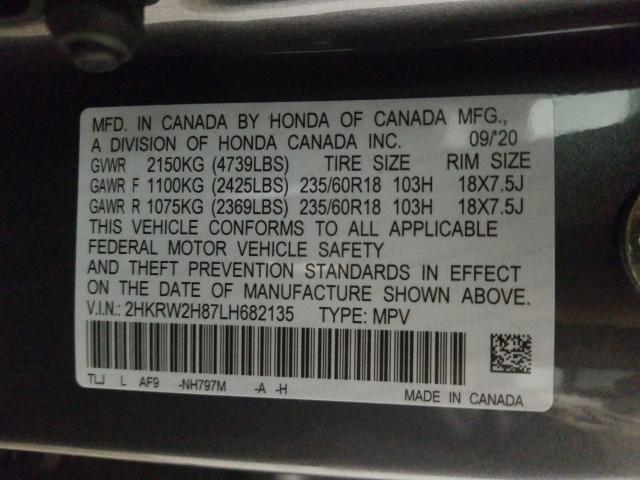 MFD. IN CANADA BY HONDA OF CANADA MFG.,
A DIVISION OF HONDA CANADA INC. 09/'20
GVWR 2150KG (4739LBS) TIRE SIZE RIM SIZE
GAWR F 1100KG (2425LBS) 235/60R18 103H 18X7.5J
GAWR R 1075KG (2369LBS) 235/60R18 103H 18X7.5J
THIS VEHICLE CONFORMS TO ALL APPLICABLE
FEDERAL MOTOR VEHICLE SAFETY
AND THEFT PREVENTION STANDARDS IN EFFECT
ON THE DATE OF MANUFACTURE SHOWN ABOVE.
V.I.N.: 2HKRW2H87LH682135 TYPE: MPV
TLJ L AF9 -NH797M -A -H
MADE IN CANADA